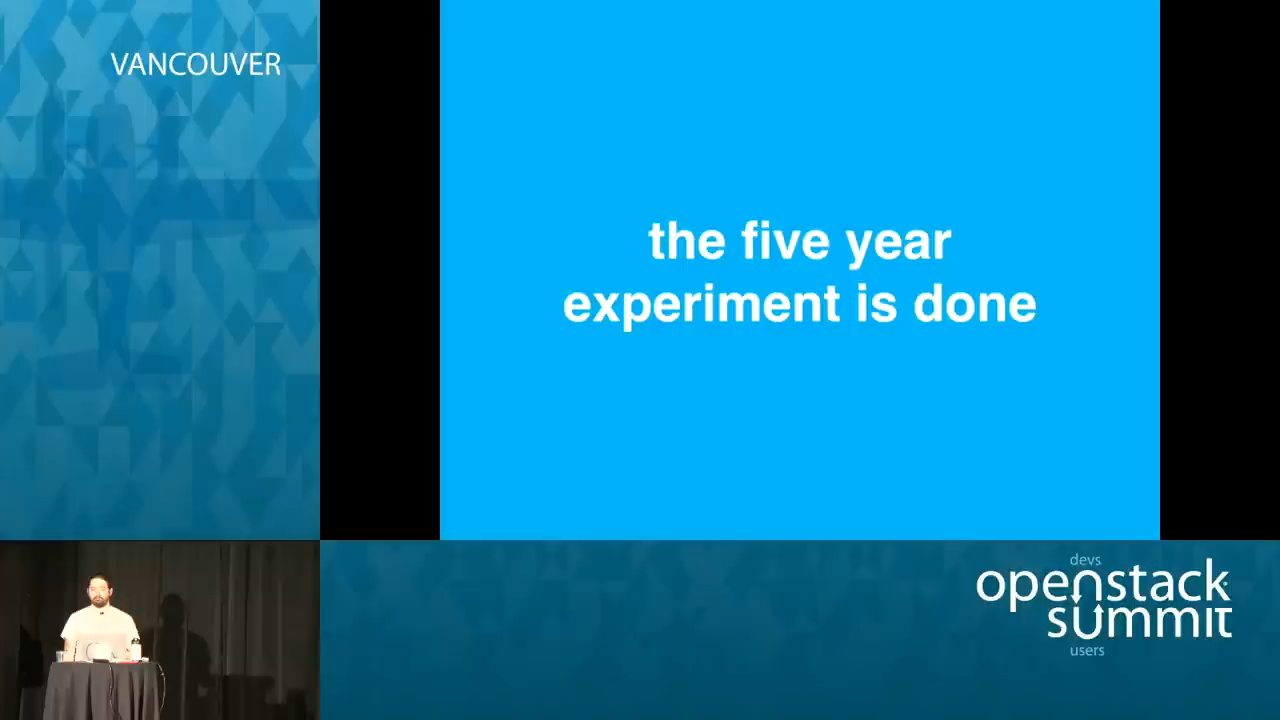 VANCOUVER
the five year
experiment is done
devs
openstack
summit
users